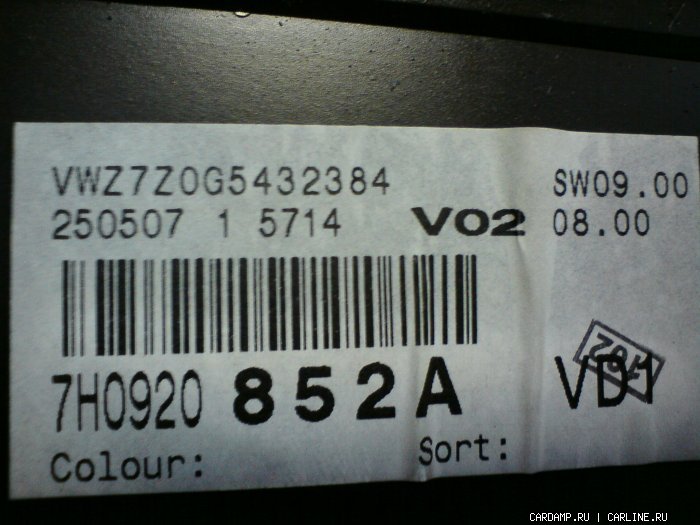 VWZ7Z0G5432384 SW09.00
250507 1 5714 V02 08.00
7H0920 852A VD1
Colour: Sort:
CARDAMP.RU | CARLINE.RU